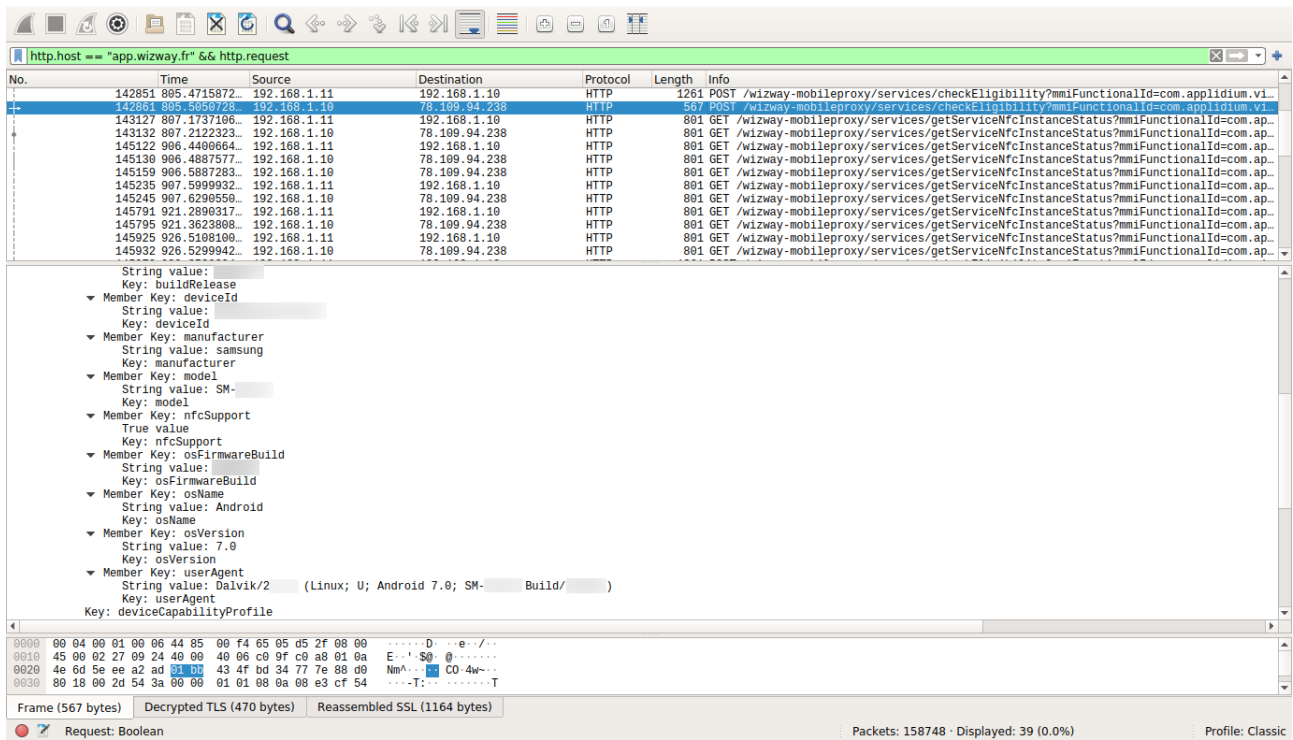 http.host == "app.wizway.fr" && http.request
No. Time Source Destination Protocol Length Info
142851 805.4715872… 192.168.1.11 192.168.1.10 HTTP 1261 POST /wizway-mobileproxy/services/checkEligibility?mmiFunctionalId=com.applidium.vi…
142861 805.5050728… 192.168.1.10 78.109.94.238 HTTP 567 POST /wizway-mobileproxy/services/checkEligibility?mmiFunctionalId=com.applidium.vi…
143127 807.1737106… 192.168.1.11 192.168.1.10 HTTP 801 GET /wizway-mobileproxy/services/getServiceNfcInstanceStatus?mmiFunctionalId=com.ap…
143132 807.2122323… 192.168.1.10 78.109.94.238 HTTP 801 GET /wizway-mobileproxy/services/getServiceNfcInstanceStatus?mmiFunctionalId=com.ap…
145122 906.4400664… 192.168.1.11 192.168.1.10 HTTP 801 GET /wizway-mobileproxy/services/getServiceNfcInstanceStatus?mmiFunctionalId=com.ap…
145130 906.4887577… 192.168.1.10 78.109.94.238 HTTP 801 GET /wizway-mobileproxy/services/getServiceNfcInstanceStatus?mmiFunctionalId=com.ap…
145159 906.5887283… 192.168.1.10 78.109.94.238 HTTP 801 GET /wizway-mobileproxy/services/getServiceNfcInstanceStatus?mmiFunctionalId=com.ap…
145235 907.5999932… 192.168.1.11 192.168.1.10 HTTP 801 GET /wizway-mobileproxy/services/getServiceNfcInstanceStatus?mmiFunctionalId=com.ap…
145245 907.6290550… 192.168.1.10 78.109.94.238 HTTP 801 GET /wizway-mobileproxy/services/getServiceNfcInstanceStatus?mmiFunctionalId=com.ap…
145791 921.2890317… 192.168.1.11 192.168.1.10 HTTP 801 GET /wizway-mobileproxy/services/getServiceNfcInstanceStatus?mmiFunctionalId=com.ap…
145795 921.3623808… 192.168.1.10 78.109.94.238 HTTP 801 GET /wizway-mobileproxy/services/getServiceNfcInstanceStatus?mmiFunctionalId=com.ap…
145925 926.5108100… 192.168.1.11 192.168.1.10 HTTP 801 GET /wizway-mobileproxy/services/getServiceNfcInstanceStatus?mmiFunctionalId=com.ap…
145932 926.5299942… 192.168.1.10 78.109.94.238 HTTP 801 GET /wizway-mobileproxy/services/getServiceNfcInstanceStatus?mmiFunctionalId=com.ap…
String value:
Key: buildRelease
Member Key: deviceId
String value:
Key: deviceId
Member Key: manufacturer
String value: samsung
Key: manufacturer
Member Key: model
String value: SM-
Key: model
Member Key: nfcSupport
True value
Key: nfcSupport
Member Key: osFirmwareBuild
String value:
Key: osFirmwareBuild
Member Key: osName
String value: Android
Key: osName
Member Key: osVersion
String value: 7.0
Key: osVersion
Member Key: userAgent
String value: Dalvik/2 (Linux; U; Android 7.0; SM- Build/ )
Key: userAgent
Key: deviceCapabilityProfile
0000 00 04 00 01 00 06 44 85 00 f4 65 05 d5 2f 08 00 ······D· ··e··/··
0010 45 00 02 27 09 24 40 00 40 06 c0 9f c0 a8 01 0a E··'·$@· @·······
0020 4e 6d 5e ee a2 ad 01 bb 43 4f bd 34 77 7e 88 d0 Nm^····· CO·4w~··
0030 80 18 00 2d 54 3a 00 00 01 01 08 0a 08 e3 cf 54 ···-T:·· ·······T
Frame (567 bytes) Decrypted TLS (470 bytes) Reassembled SSL (1164 bytes)
Request: Boolean Packets: 158748 · Displayed: 39 (0.0%) Profile: Classic